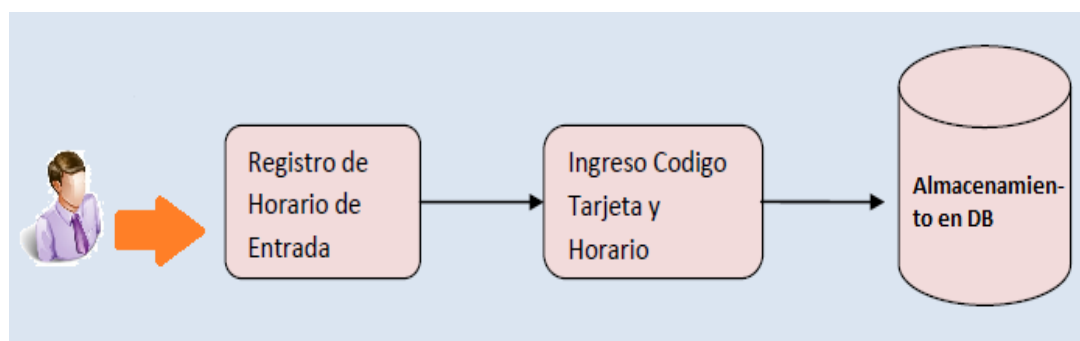 Registro de
Horario de
Entrada
Ingreso Codigo
Tarjeta y
Horario
Almacenamien-
to en DB